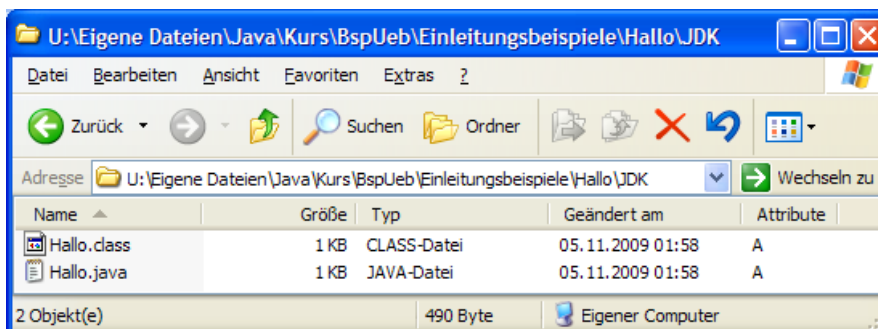 U:\Eigene Dateien\Java\Kurs\BspUeb\Einleitungsbeispiele\Hallo\JDK
Datei Bearbeiten Ansicht Favoriten Extras ?
Zurück Suchen Ordner
Adresse U:\Eigene Dateien\Java\Kurs\BspUeb\Einleitungsbeispiele\Hallo\JDK Wechseln zu
Name Größe Typ Geändert am Attribute
Hallo.class 1 KB CLASS-Datei 05.11.2009 01:58 A
Hallo.java 1 KB JAVA-Datei 05.11.2009 01:58 A
2 Objekt(e) 490 Byte Eigener Computer